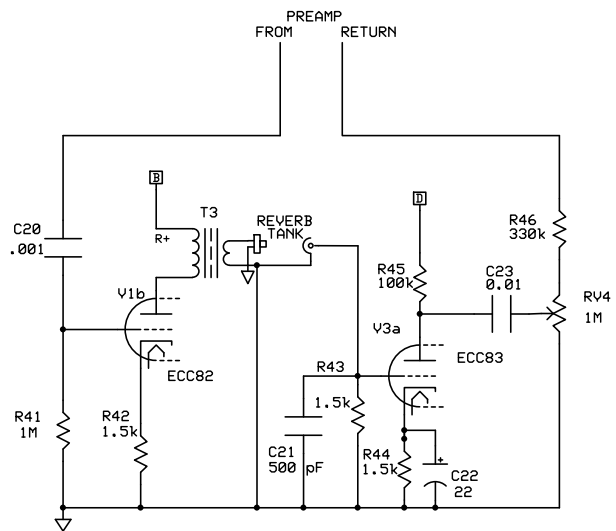 PREAMP
FROM RETURN
B
D
C20
.001
R+
T3
REVERB
TANK
R46
330k
R45
100k
C23
0.01
RV4
1M
V1b
V3a
ECC82
ECC83
R43
1.5k
R41
1M
R42
1.5k
C21
500 pF
R44
1.5k
+
C22
22